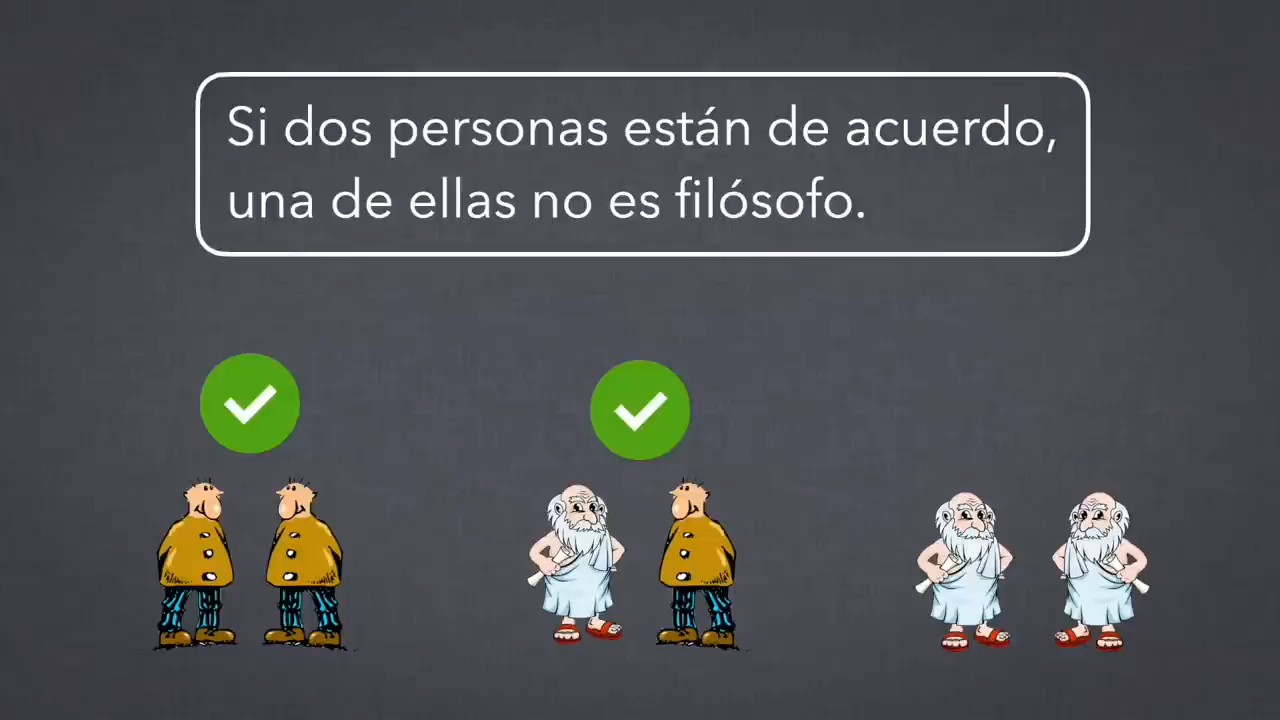 Si dos personas están de acuerdo,
una de ellas no es filósofo.